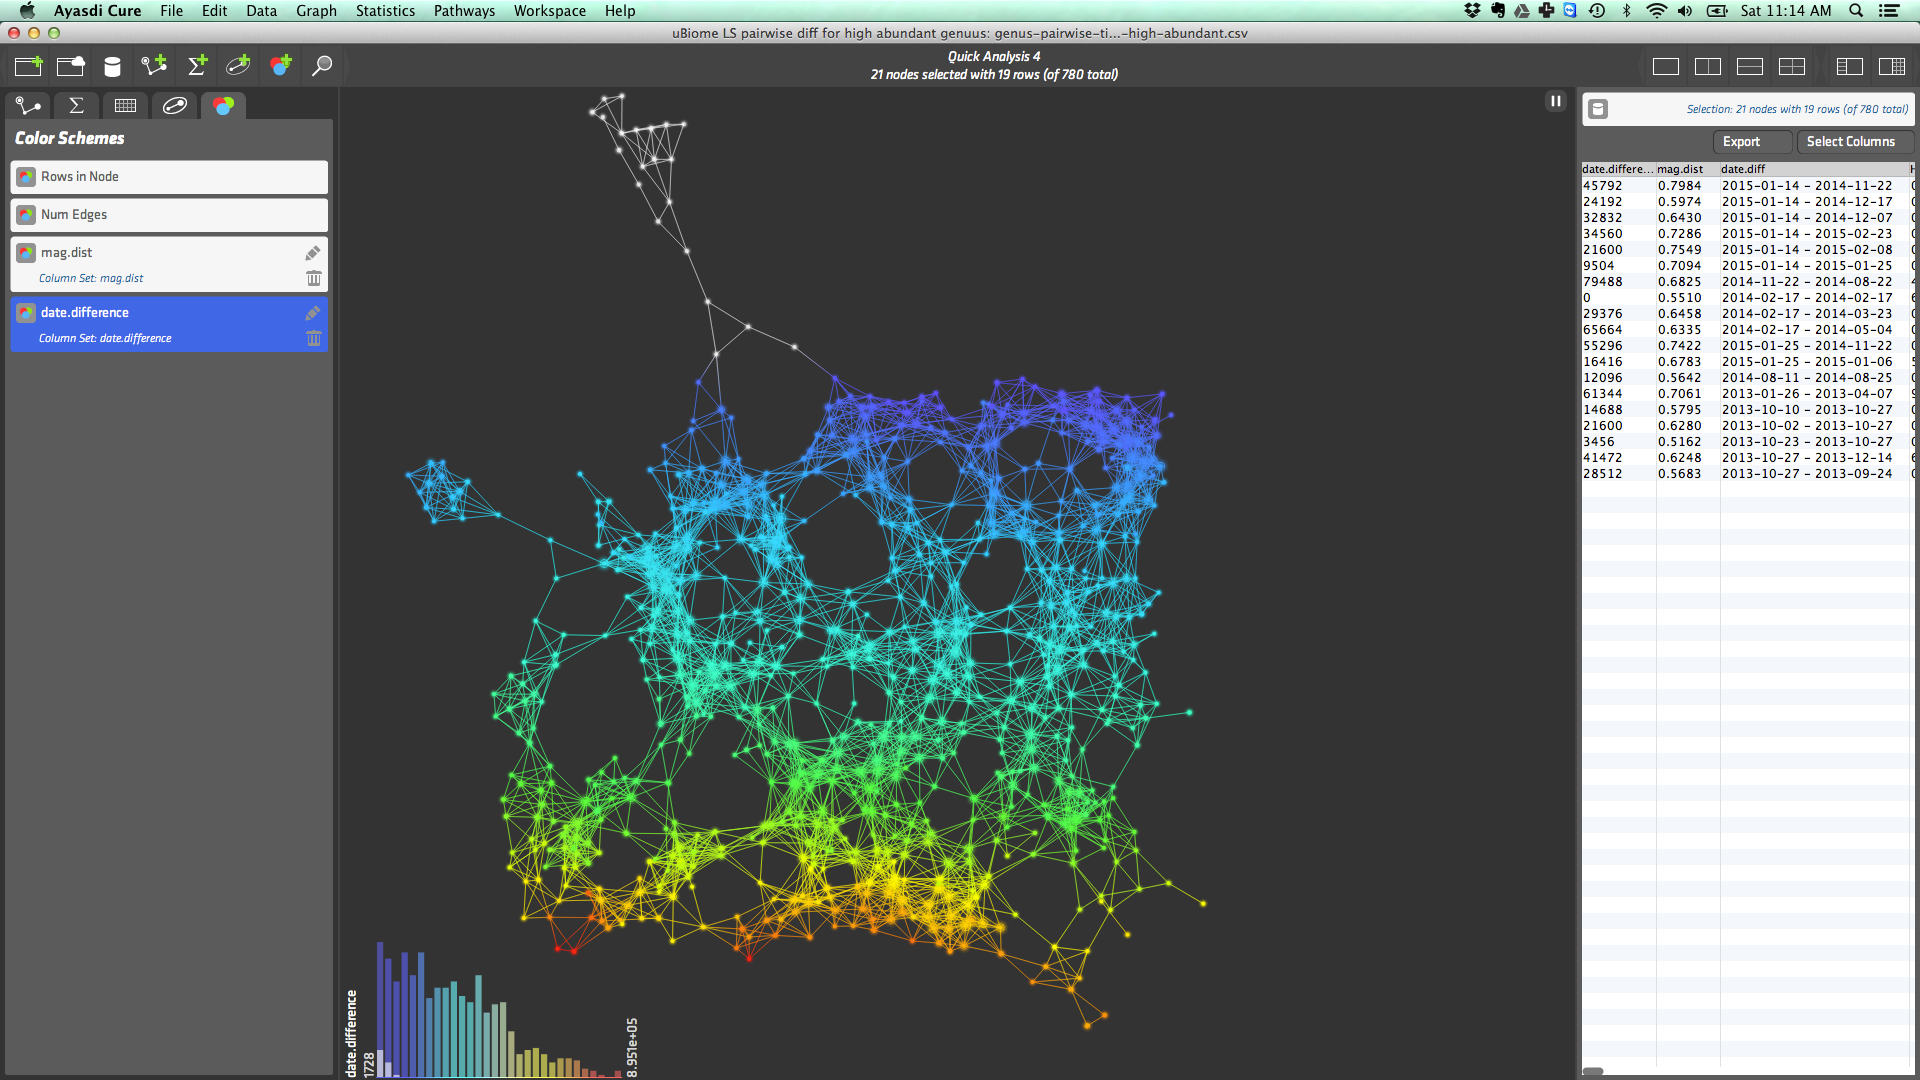 Ayasdi Cure File Edit Data Graph Statistics Pathways Workspace Help Sat 11:14 AM
uBiome LS pairwise diff for high abundant genuus: genus-pairwise-ti...-high-abundant.csv
Quick Analysis 4
21 nodes selected with 19 rows (of 780 total)
Color Schemes
Rows in Node
Num Edges
mag.dist
Column Set: mag.dist
date.difference
Column Set: date.difference
date.difference
1728
8.951e+05
Selection: 21 nodes with 19 rows (of 780 total)
Export Select Columns
date.differe... mag.dist date.diff
45792 0.7984 2015-01-14 - 2014-11-22
24192 0.5974 2015-01-14 - 2014-12-17
32832 0.6430 2015-01-14 - 2014-12-07
34560 0.7286 2015-01-14 - 2015-02-23
21600 0.7549 2015-01-14 - 2015-02-08
9504 0.7094 2015-01-14 - 2015-01-25
79488 0.6825 2014-11-22 - 2014-08-22
0 0.5510 2014-02-17 - 2014-02-17
29376 0.6458 2014-02-17 - 2014-03-23
65664 0.6335 2014-02-17 - 2014-05-04
55296 0.7422 2015-01-25 - 2014-11-22
16416 0.6783 2015-01-25 - 2015-01-06
12096 0.5642 2014-08-11 - 2014-08-25
61344 0.7061 2013-01-26 - 2013-04-07
14688 0.5795 2013-10-10 - 2013-10-27
21600 0.6280 2013-10-02 - 2013-10-27
3456 0.5162 2013-10-23 - 2013-10-27
41472 0.6248 2013-10-27 - 2013-12-14
28512 0.5683 2013-10-27 - 2013-09-24